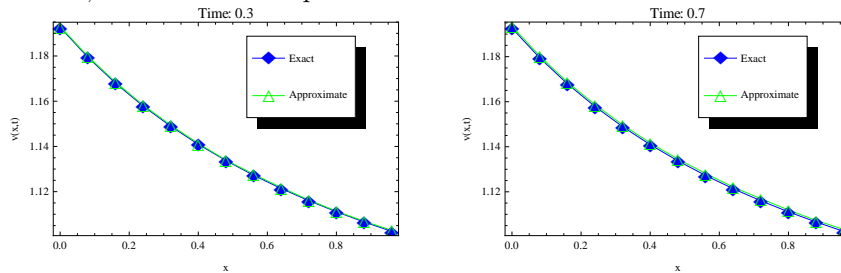 Time: 0.3
1.18
1.16
1.14
1.12
v(x,t)
Exact
Approximate
0.0 0.2 0.4 0.6 0.8
x
Time: 0.7
1.18
1.16
1.14
1.12
v(x,t)
Exact
Approximate
0.0 0.2 0.4 0.6 0.8
x